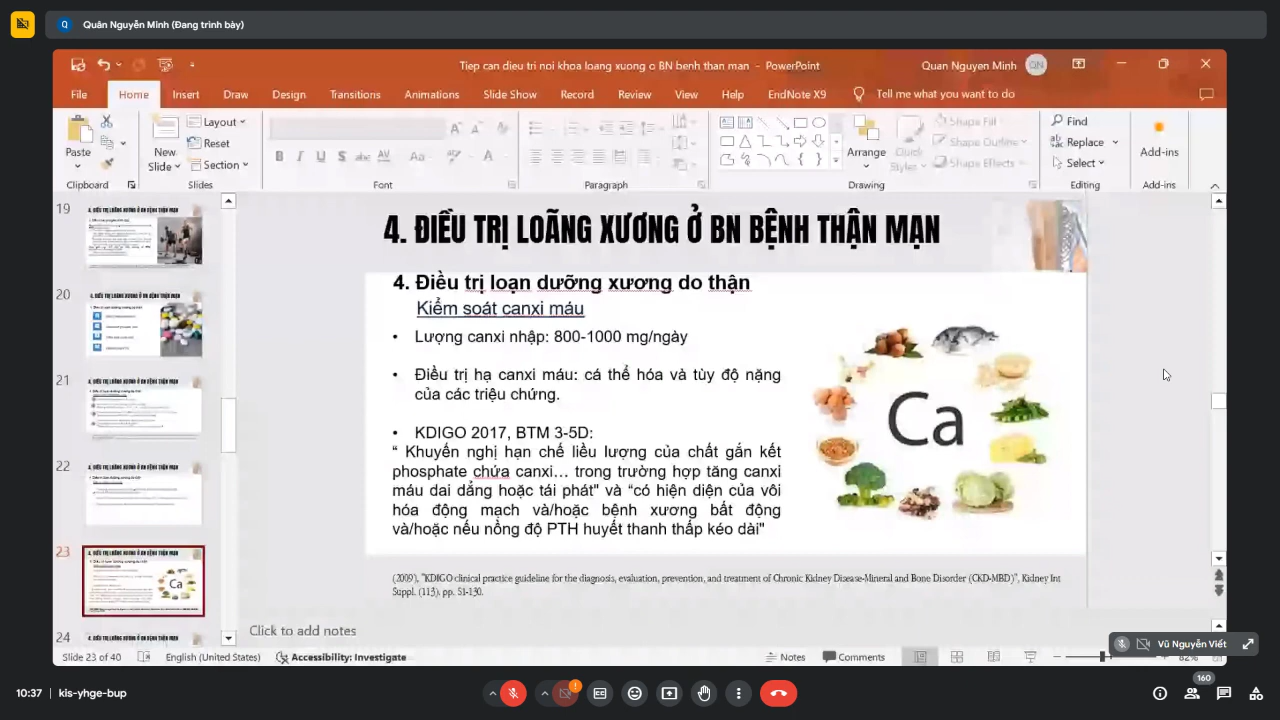 Quân Nguyễn Minh (Đang trình bày)
Tiep can dieu tri noi khoa loang xuong o BN benh than man - PowerPoint
Quan Nguyen Minh
QN
File Home Insert Draw Design Transitions Animations Slide Show Record Review View Help EndNote X9 Tell me what you want to do
Paste
New Slide
Layout
Reset
Section
Arrange
Quick Styles
Shape Fill
Shape Outline
Shape Effects
Find
Replace
Select
Add-ins
Clipboard Slides Font Paragraph Drawing Editing Add-ins
19
20
21
22
23
24
4. ĐIỀU TRỊ LOÃNG XƯƠNG Ở BN BỆNH THẬN MẠN
4. Điều trị loạn dưỡng xương do thận
Kiểm soát canxi máu
• Lượng canxi nhập: 800-1000 mg/ngày
• Điều trị hạ canxi máu: cá thể hóa và tùy độ nặng
của các triệu chứng.
• KDIGO 2017, BTM 3-5D:
“ Khuyến nghị hạn chế liều lượng của chất gắn kết
phosphate chứa canxi… trong trường hợp tăng canxi
máu dai dẳng hoặc tái phát" và “có hiện diện của vôi
hóa động mạch và/hoặc bệnh xương bất động
và/hoặc nếu nồng độ PTH huyết thanh thấp kéo dài"
Ca
(2009), "KDIGO clinical practice guideline for the diagnosis, evaluation, prevention, and treatment of Chronic Kidney Disease-Mineral and Bone Disorder (CKD-MBD)", Kidney Int
Suppl. (113), pp. S1-130.
Click to add notes
Vũ Nguyễn Viết
Slide 23 of 40 English (United States) Accessibility: Investigate Notes Comments 82%
10:37 kis-yhge-bup
160